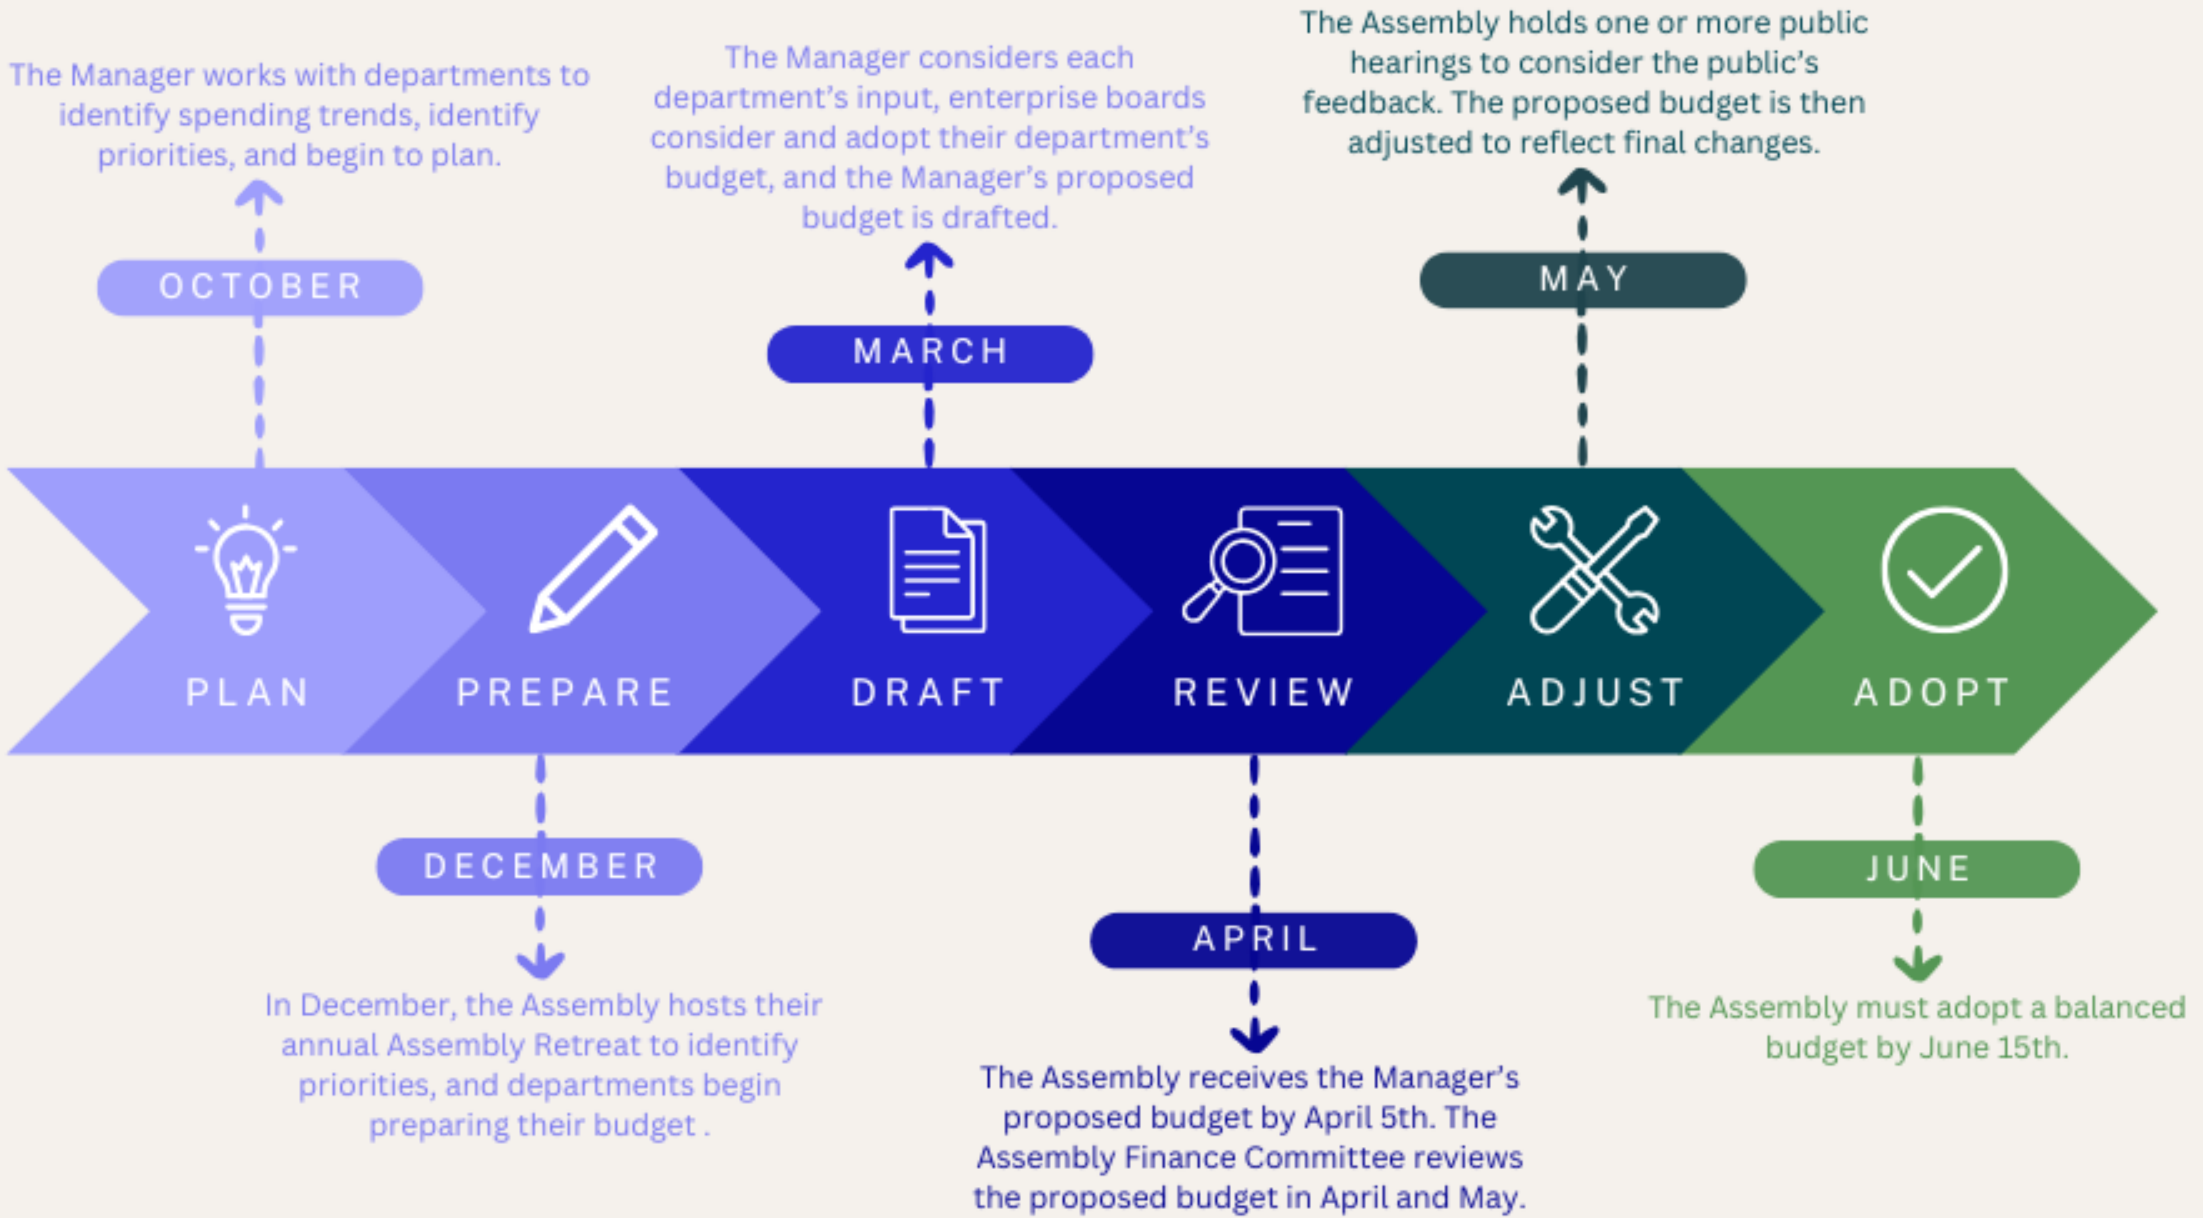 The Manager works with departments to
identify spending trends, identify
priorities, and begin to plan.
OCTOBER
The Manager considers each
department's input, enterprise boards
consider and adopt their department's
budget, and the Manager's proposed
budget is drafted.
MARCH
The Assembly holds one or more public
hearings to consider the public's
feedback. The proposed budget is then
adjusted to reflect final changes.
MAY
PLAN
PREPARE
DRAFT
REVIEW
ADJUST
ADOPT
DECEMBER
In December, the Assembly hosts their
annual Assembly Retreat to identify
priorities, and departments begin
preparing their budget .
APRIL
The Assembly receives the Manager's
proposed budget by April 5th. The
Assembly Finance Committee reviews
the proposed budget in April and May.
JUNE
The Assembly must adopt a balanced
budget by June 15th.